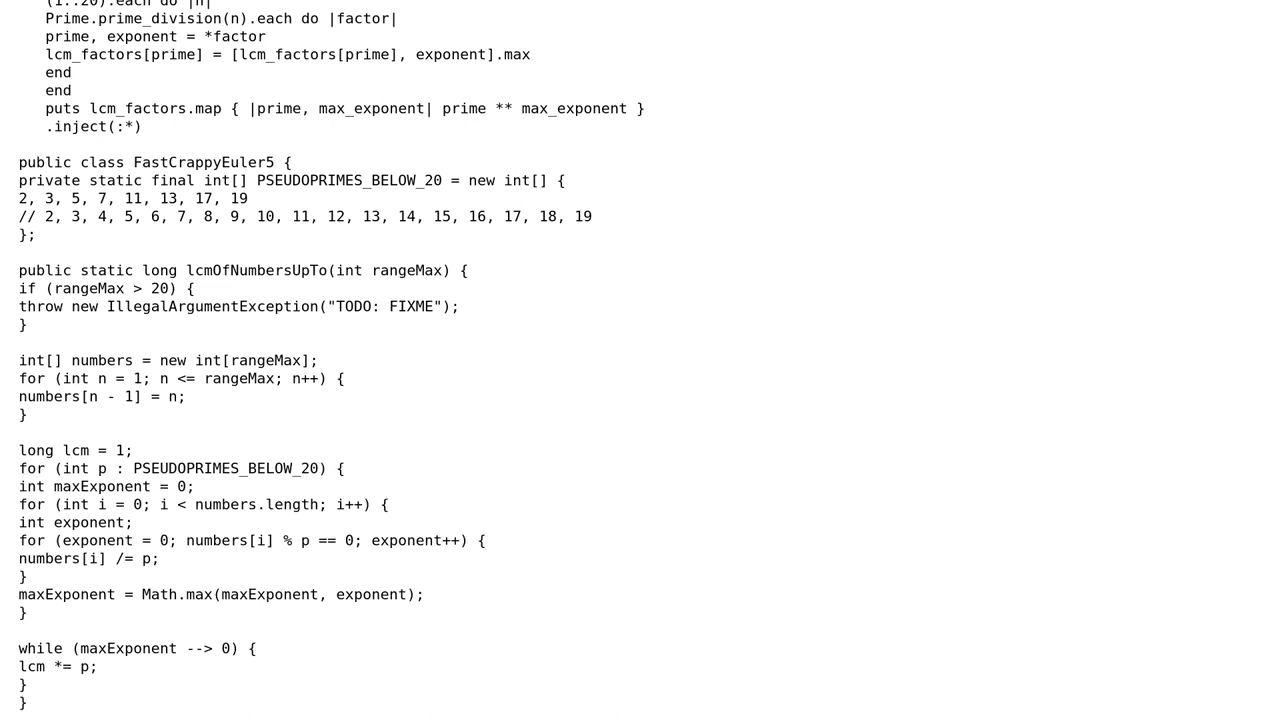 (1..20).each do |n|
Prime.prime_division(n).each do |factor|
prime, exponent = *factor
lcm_factors[prime] = [lcm_factors[prime], exponent].max
end
end
puts lcm_factors.map { |prime, max_exponent| prime ** max_exponent }
.inject(:*)
public class FastCrappyEuler5 {
private static final int[] PSEUDOPRIMES_BELOW_20 = new int[] {
2, 3, 5, 7, 11, 13, 17, 19
// 2, 3, 4, 5, 6, 7, 8, 9, 10, 11, 12, 13, 14, 15, 16, 17, 18, 19
};
public static long lcmOfNumbersUpTo(int rangeMax) {
if (rangeMax > 20) {
throw new IllegalArgumentException("TODO: FIXME");
}
int[] numbers = new int[rangeMax];
for (int n = 1; n <= rangeMax; n++) {
numbers[n - 1] = n;
}
long lcm = 1;
for (int p : PSEUDOPRIMES_BELOW_20) {
int maxExponent = 0;
for (int i = 0; i < numbers.length; i++) {
int exponent;
for (exponent = 0; numbers[i] % p == 0; exponent++) {
numbers[i] /= p;
}
maxExponent = Math.max(maxExponent, exponent);
}
while (maxExponent --> 0) {
lcm *= p;
}
}